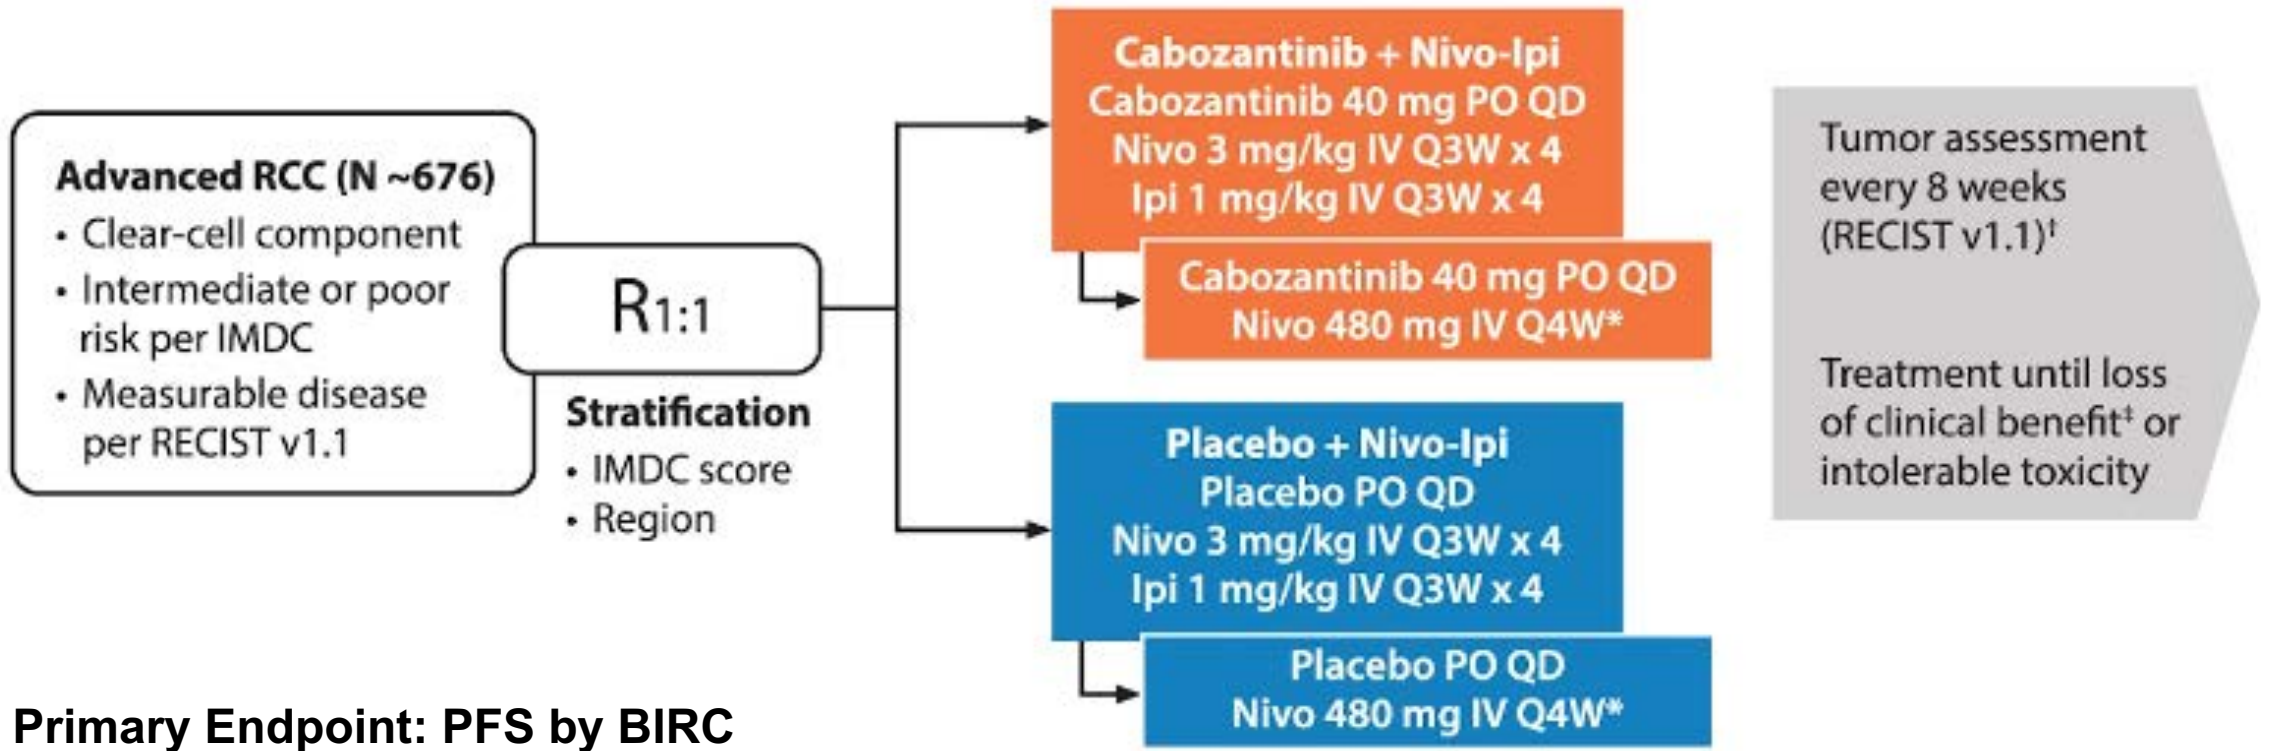 Advanced RCC (N ~676)
• Clear-cell component
• Intermediate or poor
risk per IMDC
• Measurable disease
per RECIST v1.1
R1:1
Stratification
• IMDC score
• Region
Cabozantinib + Nivo-Ipi
Cabozantinib 40 mg PO QD
Nivo 3 mg/kg IV Q3W x 4
Ipi 1 mg/kg IV Q3W x 4
Cabozantinib 40 mg PO QD
Nivo 480 mg IV Q4W*
Placebo + Nivo-Ipi
Placebo PO QD
Nivo 3 mg/kg IV Q3W x 4
Ipi 1 mg/kg IV Q3W x 4
Placebo PO QD
Nivo 480 mg IV Q4W*
Tumor assessment
every 8 weeks
(RECIST v1.1)†
Treatment until loss
of clinical benefit‡ or
intolerable toxicity
Primary Endpoint: PFS by BIRC